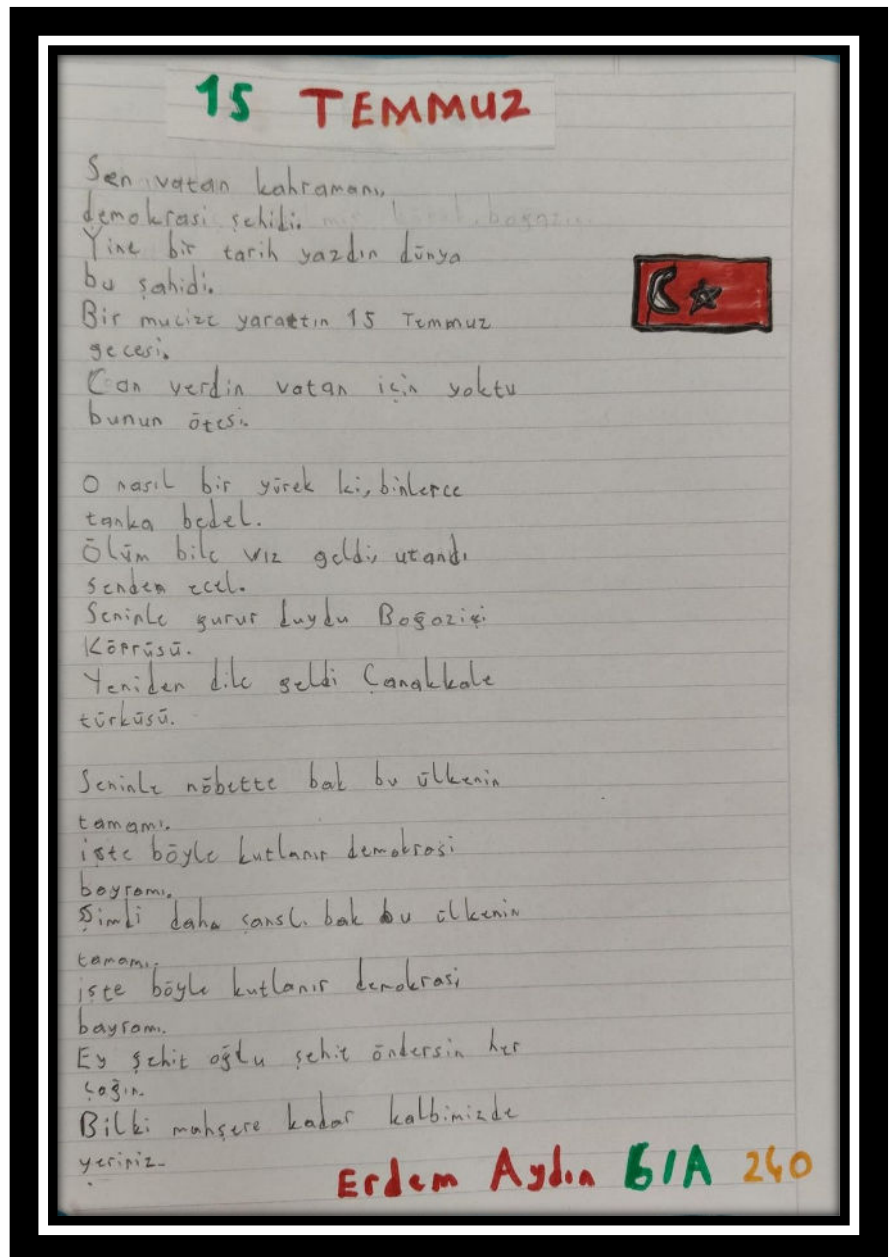 15 TEMMUZ
Sen vatan kahramanı,
demokrasi şehidi.
Yine bir tarih yazdın dünya
bu şahidi.
Bir mucize yarattın 15 Temmuz
gecesi.
Can verdin vatan için yoktu
bunun ötesi.
O nasıl bir yürek ki, binlerce
tanka bedel.
Ölüm bile vız geldi, utandı
senden ecel.
Seninle gurur duydu Boğaziçi
Köprüsü.
Yeniden dile geldi Çanakkale
türküsü.
Seninle nöbette bak bu ülkenin
tamamı.
işte böyle kutlanır demokrasi
bayramı.
Şimdi daha şanslı bak bu ülkenin
tamamı.
işte böyle kutlanır demokrasi
bayramı.
Ey şehit oğlu şehit öndersin her
çağın.
Bilki mahşere kadar kalbimizde
yeriniz.
Erdem Aydın 6/A 240